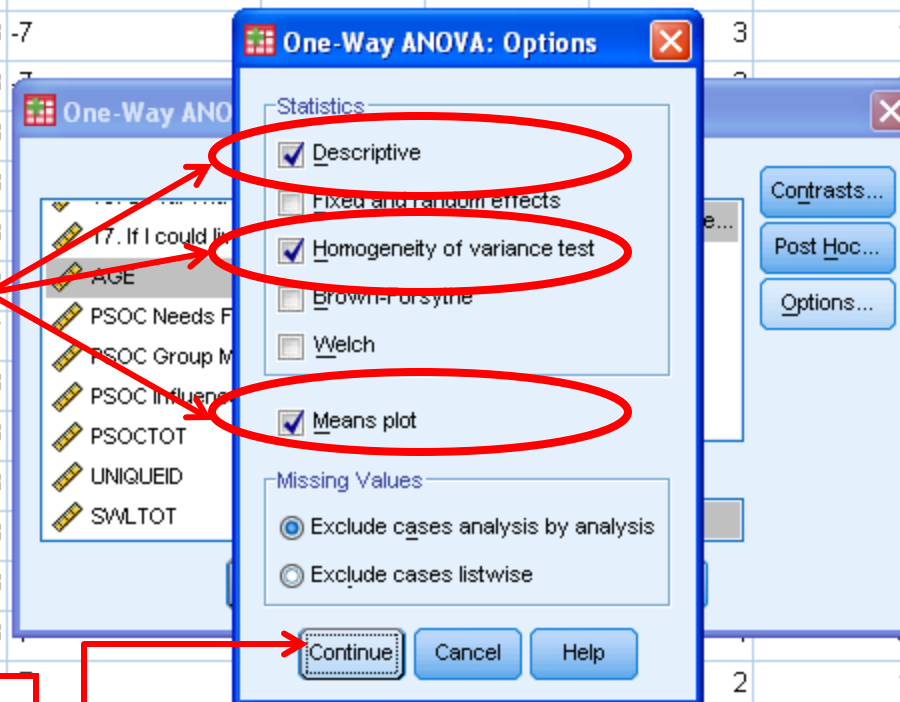 -7
3
One-Way ANOVA: Options
One-Way ANO
Statistics
Descriptive
Fixed and random effects
Homogeneity of variance test
Brown-Forsythe
Welch
Means plot
Missing Values
Exclude cases analysis by analysis
Exclude cases listwise
Continue
Cancel
Help
17. If I could liv
AGE
PSOC Needs F
PSOC Group M
PSOC Influenc
PSOCTOT
UNIQUEID
SWLTOT
e...
Contrasts...
Post Hoc...
Options...
2